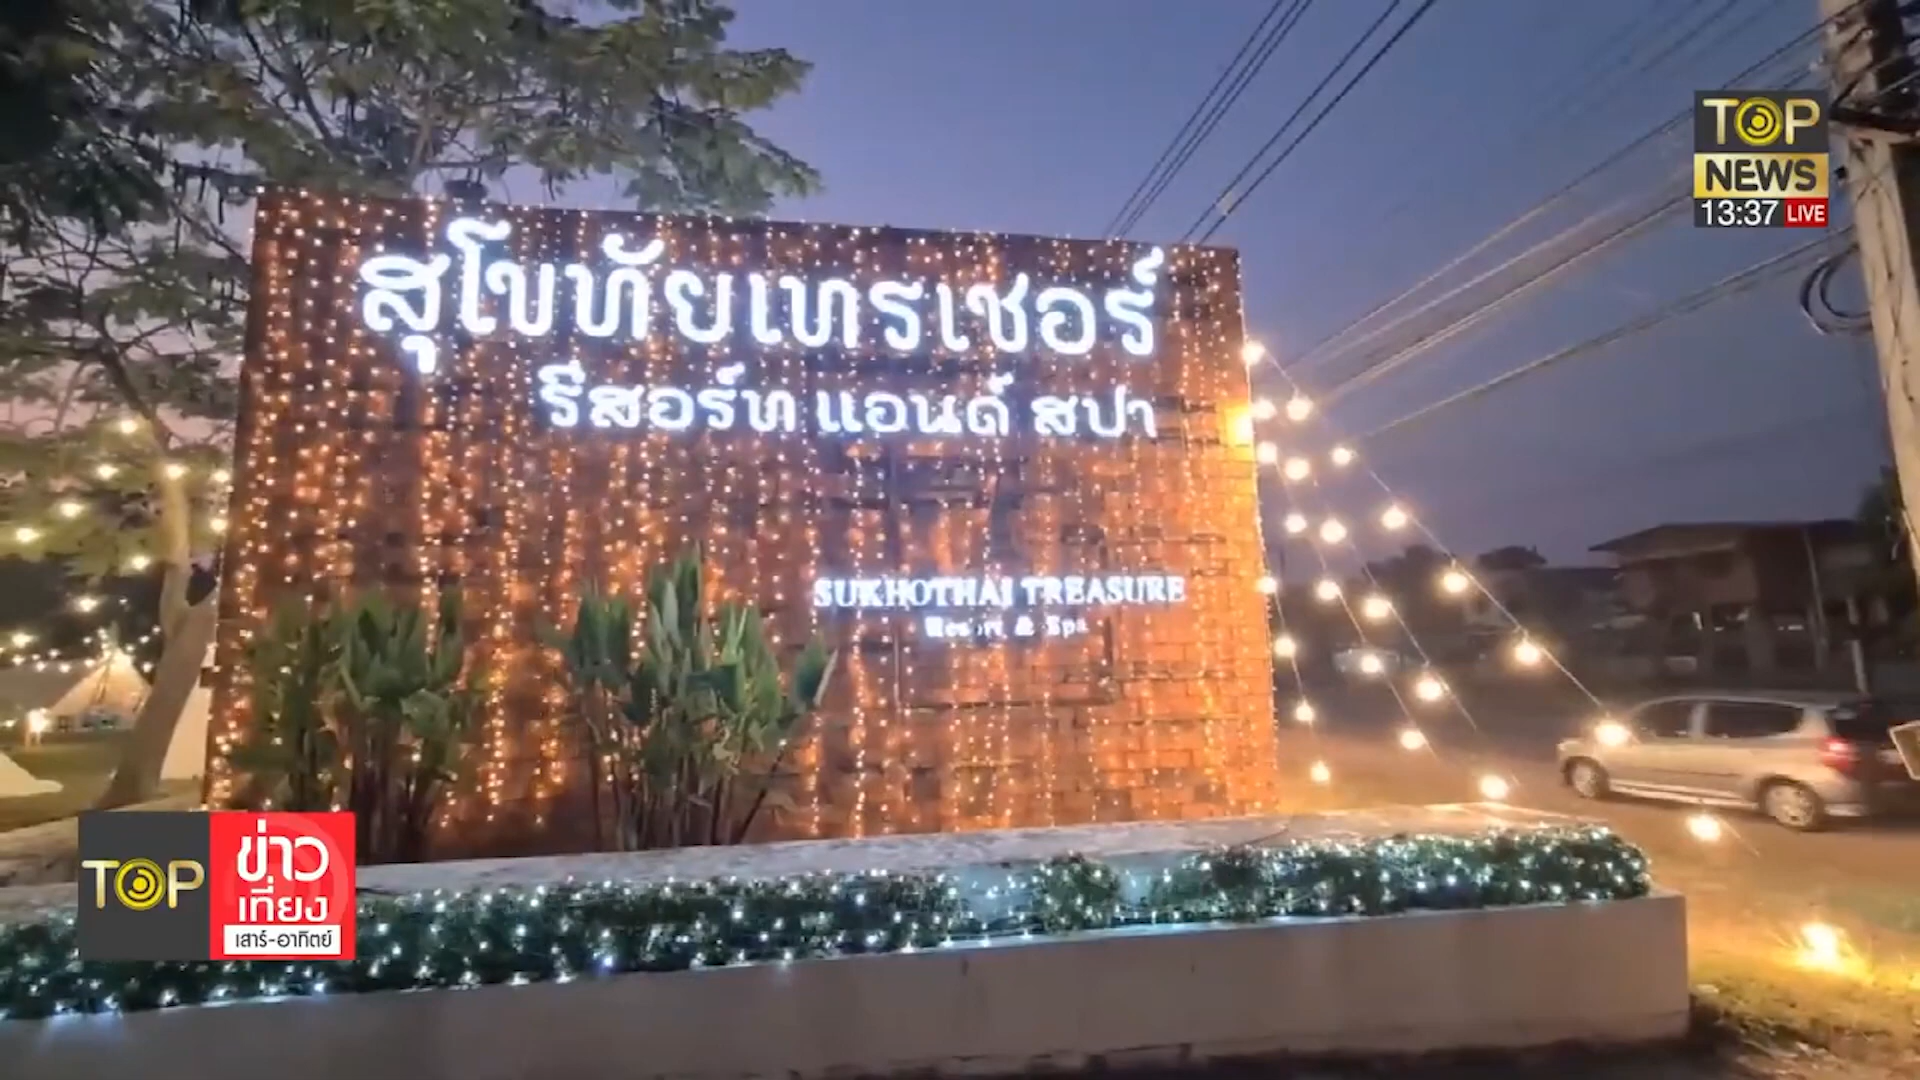 TOP
NEWS
13:37 LIVE
สุโขทัยเทรเชอร์
รีสอร์ท แอนด์ สปา
SUKHOTHAI TREASURE
Resort & Spa
TOP
ข่าว
เที่ยง
เสาร์-อาทิตย์